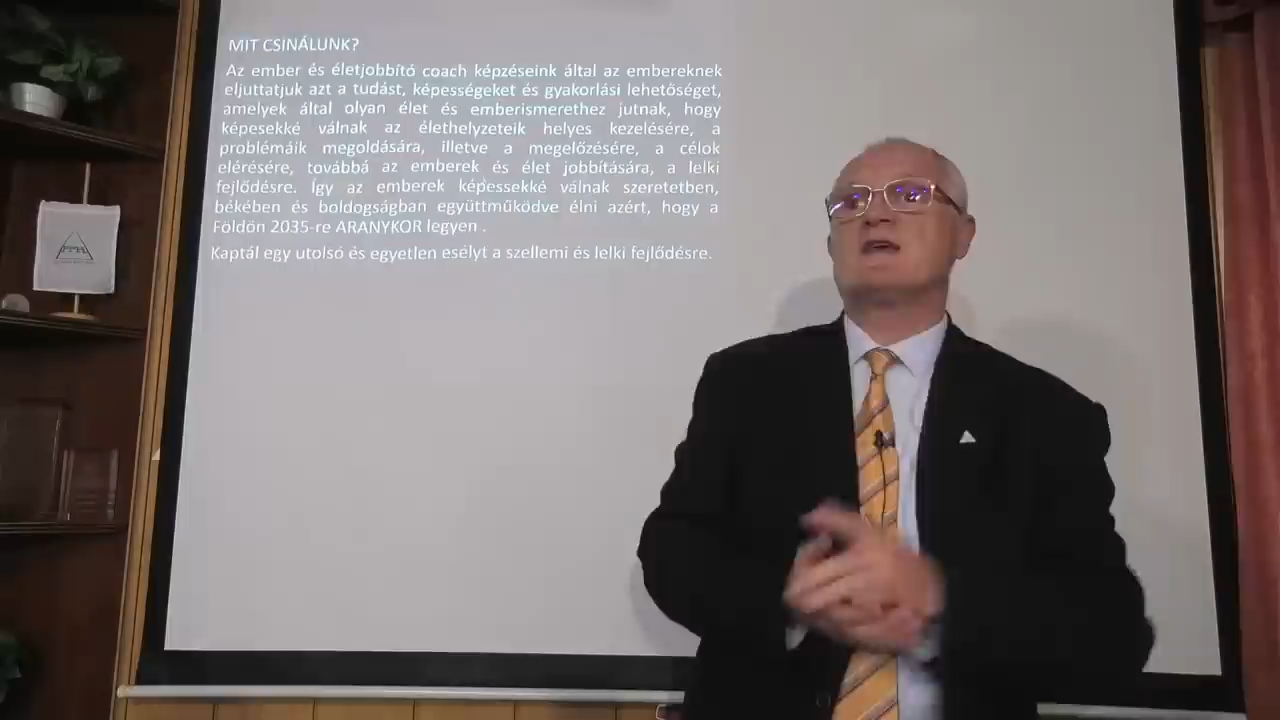 MIT CSINÁLUNK?
Az ember és életjobbító coach képzéseink által az embereknek
eljuttatjuk azt a tudást, képességeket és gyakorlási lehetőséget,
amelyek által olyan élet és emberismerethez jutnak, hogy
képesekké válnak az élethelyzeteik helyes kezelésére, a
problémáik megoldására, illetve a megelőzésére, a célok
elérésére, továbbá az emberek és élet jobbítására, a lelki
fejlődésre. Így az emberek képessekké válnak szeretetben,
békében és boldogságban együttműködve élni azért, hogy a
Földön 2035-re ARANYKOR legyen .
Kaptál egy utolsó és egyetlen esélyt a szellemi és lelki fejlődésre.